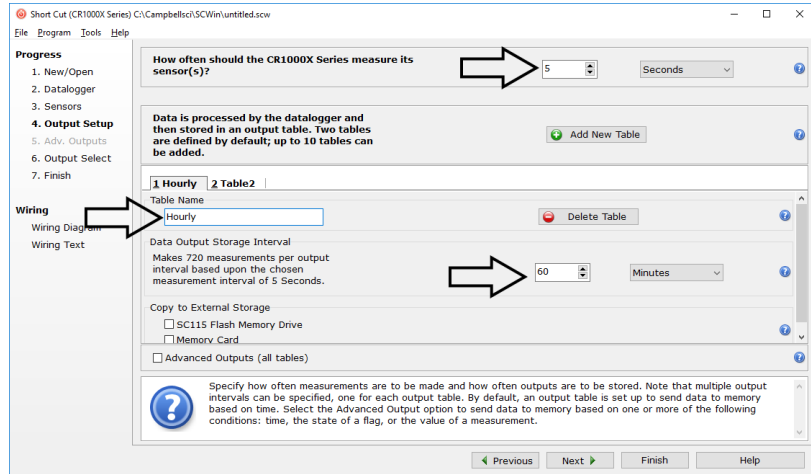 Short Cut (CR1000X Series) C:\Campbellsci\SCWin\untitled.scw
File Program Tools Help
Progress
1. New/Open
2. Datalogger
3. Sensors
4. Output Setup
5. Adv. Outputs
6. Output Select
7. Finish
Wiring
Wiring Diagram
Wiring Text
How often should the CR1000X Series measure its
sensor(s)?
5
Seconds
Data is processed by the datalogger and
then stored in an output table. Two tables
are defined by default; up to 10 tables can
be added.
Add New Table
1 Hourly 2 Table2
Table Name
Hourly
Delete Table
Data Output Storage Interval
Makes 720 measurements per output
interval based upon the chosen
measurement interval of 5 Seconds.
60
Minutes
Copy to External Storage
SC115 Flash Memory Drive
Memory Card
Advanced Outputs (all tables)
Specify how often measurements are to be made and how often outputs are to be stored. Note that multiple output
intervals can be specified, one for each output table. By default, an output table is set up to send data to memory
based on time. Select the Advanced Output option to send data to memory based on one or more of the following
conditions: time, the state of a flag, or the value of a measurement.
Previous Next Finish Help